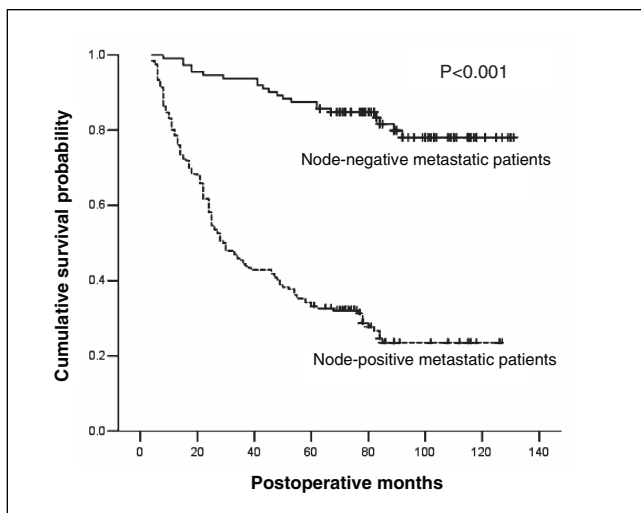 P<0.001
1.0
0.8
0.6
0.4
0.2
0.0
Cumulative survival probability
Node-negative metastatic patients
Node-positive metastatic patients
0 20 40 60 80 100 120 140
Postoperative months